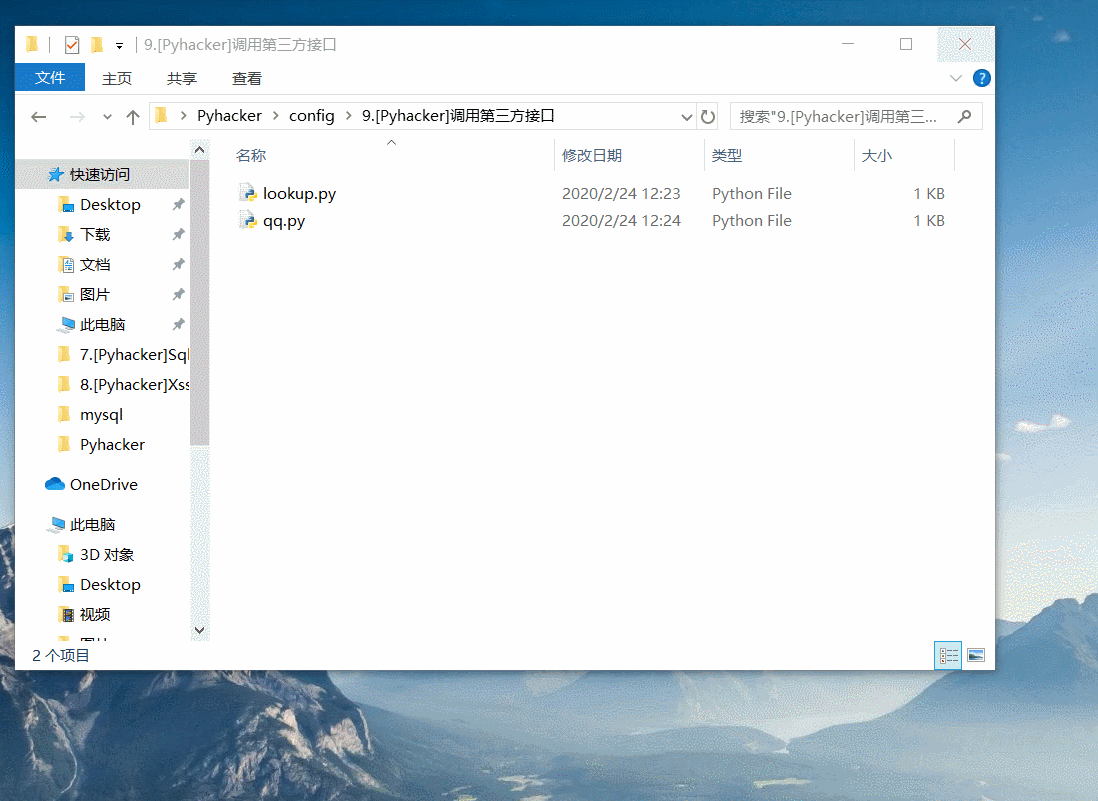 9.[Pyhacker]调用第三方接口
文件 主页 共享 查看
Pyhacker config 9.[Pyhacker]调用第三方接口 搜索"9.[Pyhacker]调用第三...
名称 修改日期 类型 大小
快速访问
lookup.py 2020/2/24 12:23 Python File 1 KB
Desktop
qq.py 2020/2/24 12:24 Python File 1 KB
下载
文档
图片
此电脑
7.[Pyhacker]Sql
8.[Pyhacker]Xss
mysql
Pyhacker
OneDrive
此电脑
3D 对象
Desktop
视频
2 个项目